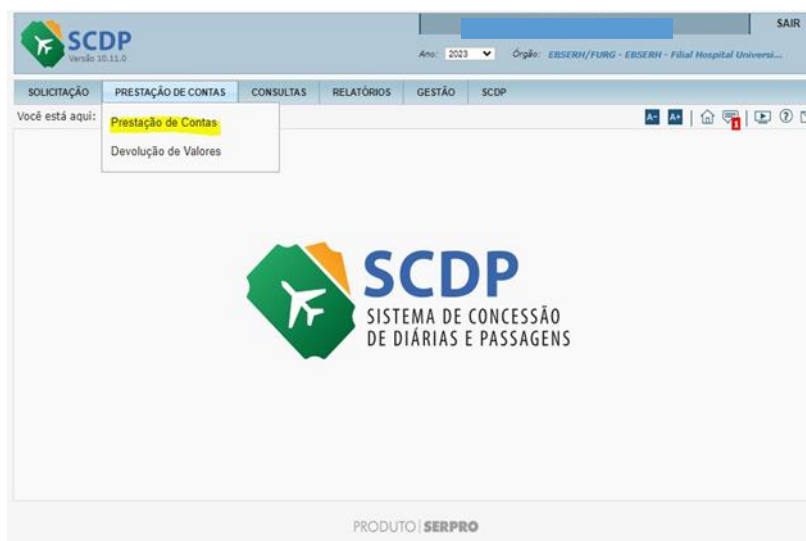 SCDP
Versão 10.11.0
SAIR
Ano: 2023 Órgão: EBSERH/FURG - EBSERH - Filial Hospital Universi...
SOLICITAÇÃO PRESTAÇÃO DE CONTAS CONSULTAS RELATÓRIOS GESTÃO SCDP
Você está aqui:
A- A+ 1 ?
Prestação de Contas
Devolução de Valores
SCDP
SISTEMA DE CONCESSÃO
DE DIÁRIAS E PASSAGENS
PRODUTO | SERPRO